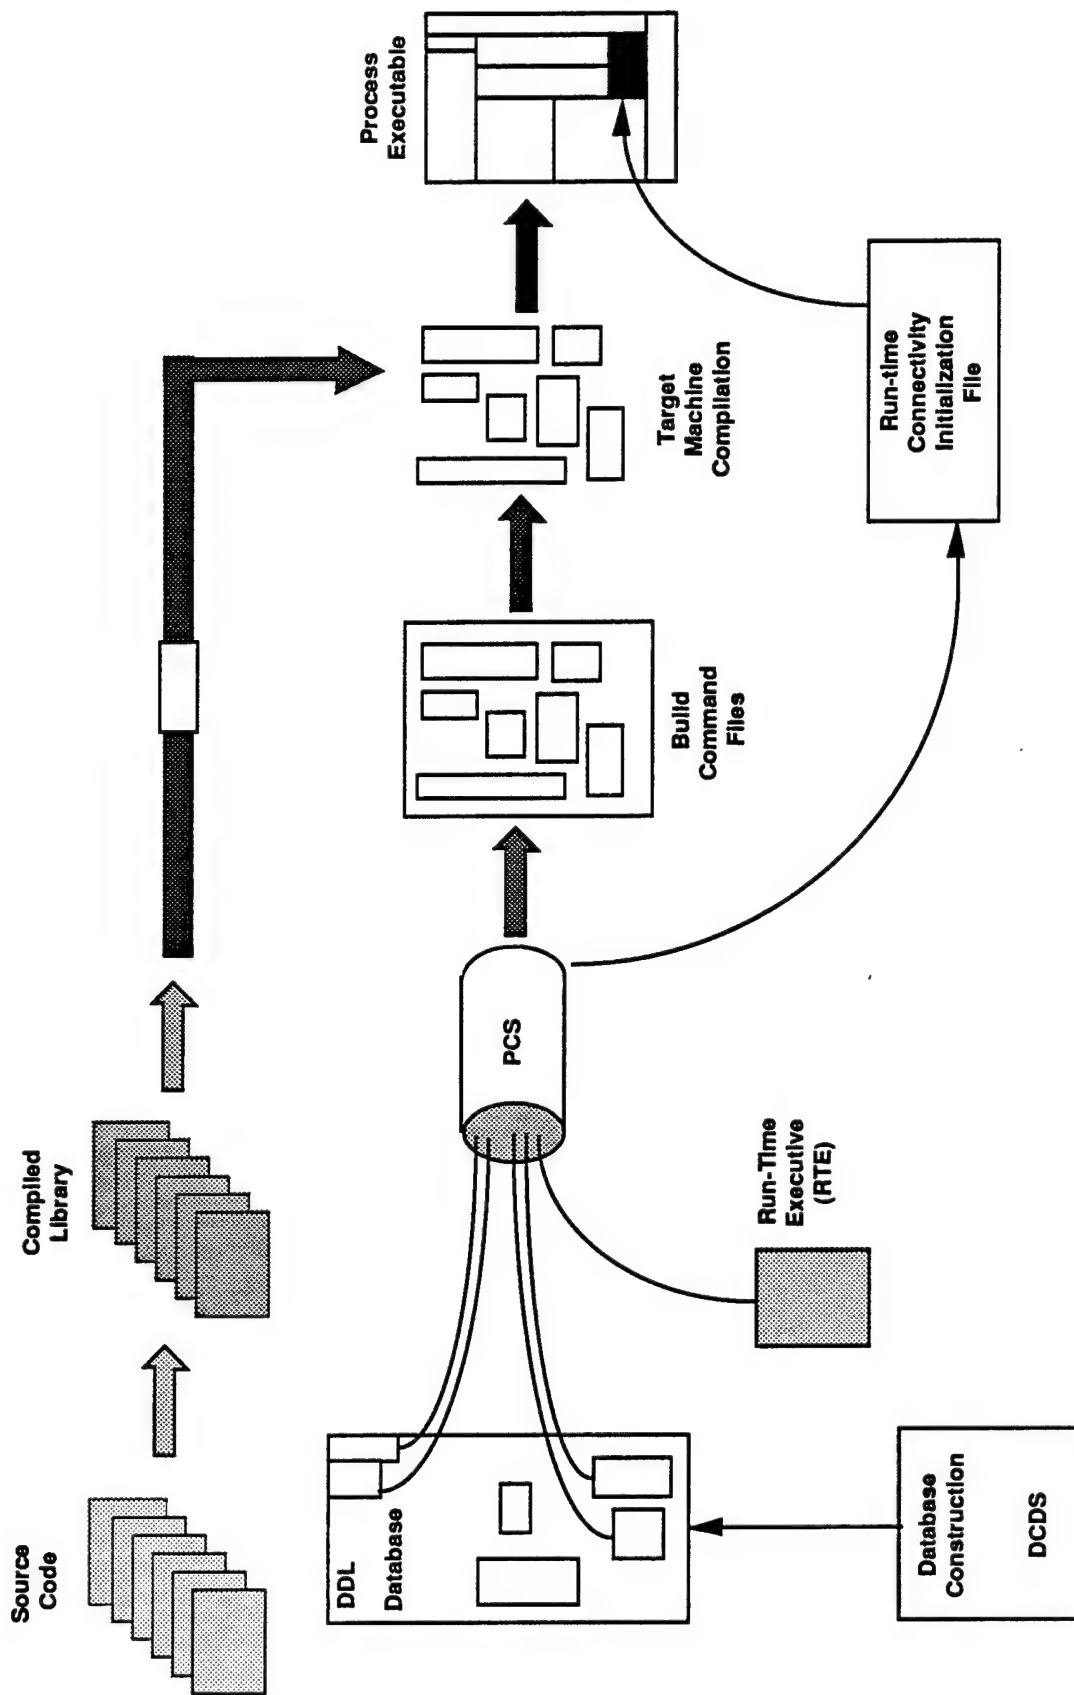 Source
Code
Compiled
Library
DDL
Database
PCS
Build
Command
Files
Target
Machine
Compilation
Process
Executable
Run-Time
Executive
(RTE)
Database
Construction
DCDS
Run-time
Connectivity
Initialization
File